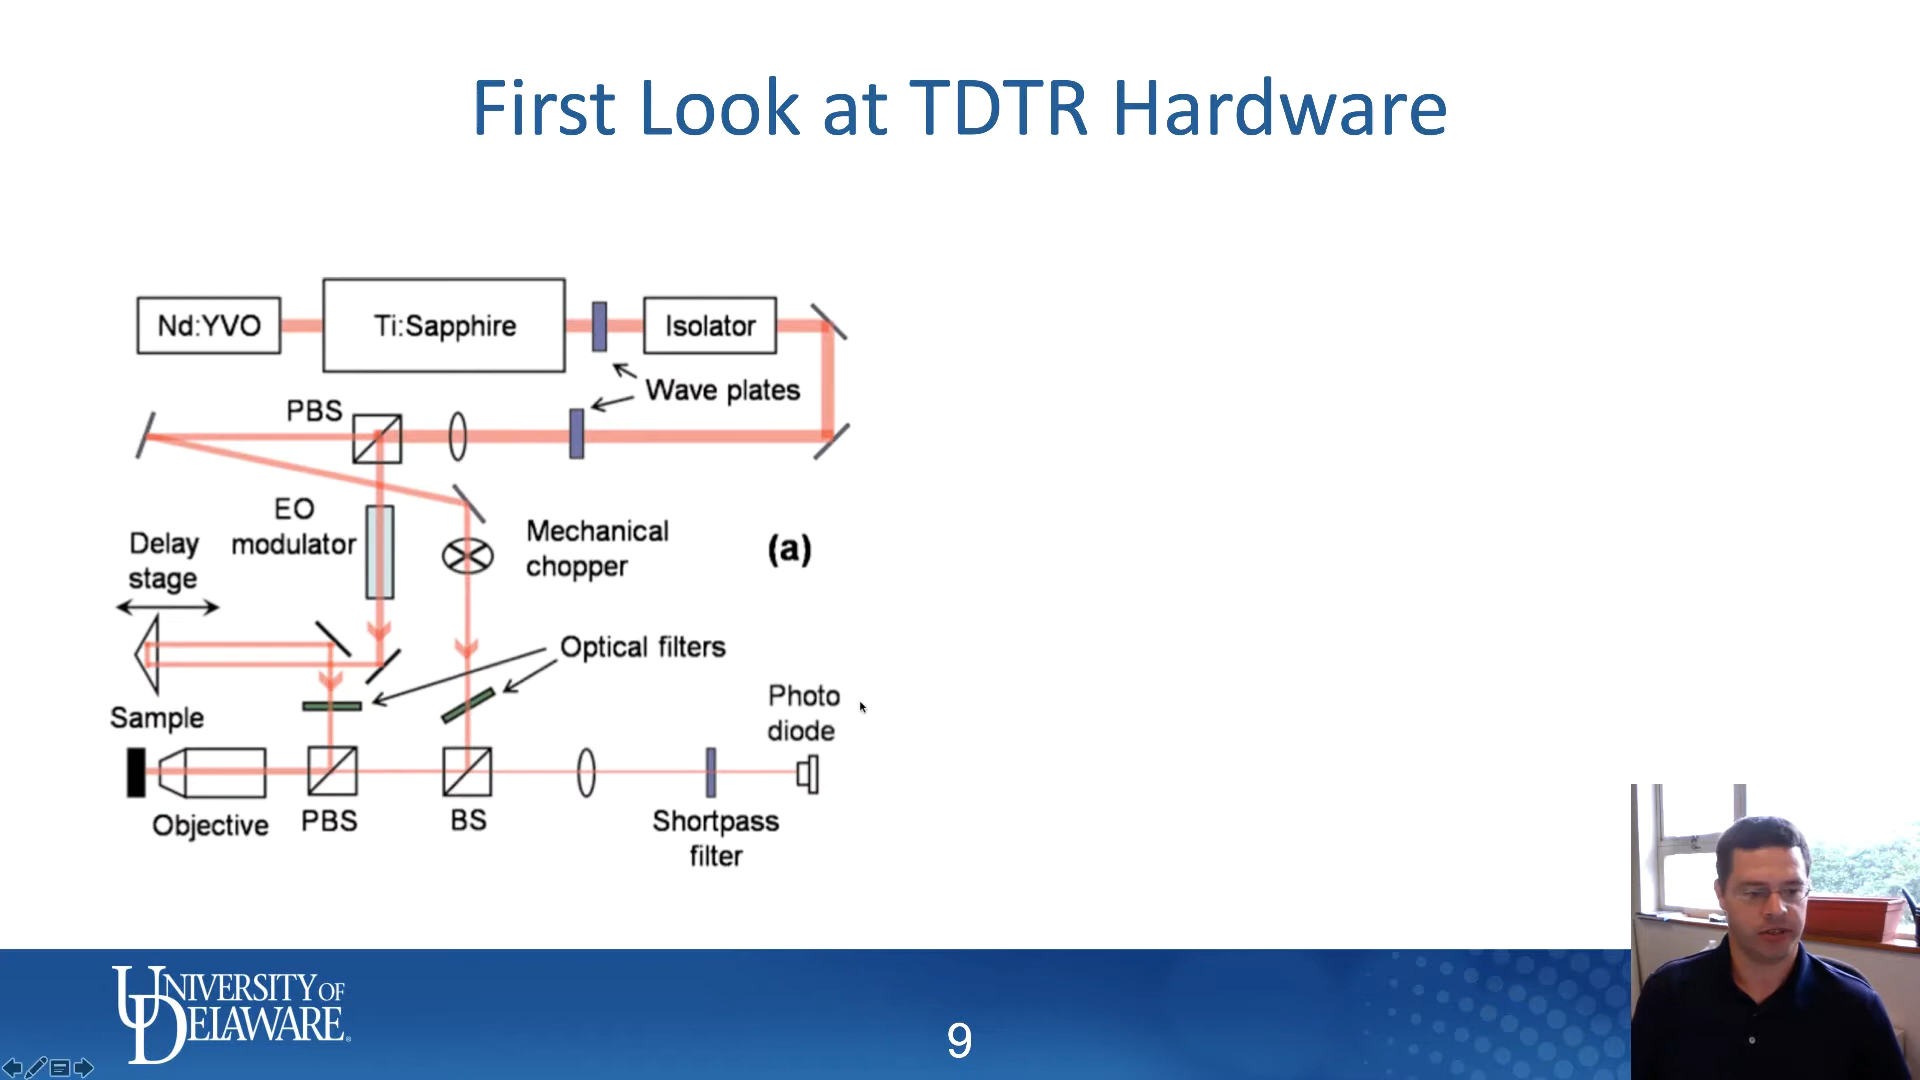 First Look at TDTR Hardware
Nd:YVO
Ti:Sapphire
Isolator
Wave plates
PBS
EO
modulator
Delay
stage
Mechanical
chopper
(a)
Optical filters
Photo
diode
Sample
Objective
PBS
BS
Shortpass
filter
UNIVERSITY OF
DELAWARE
9